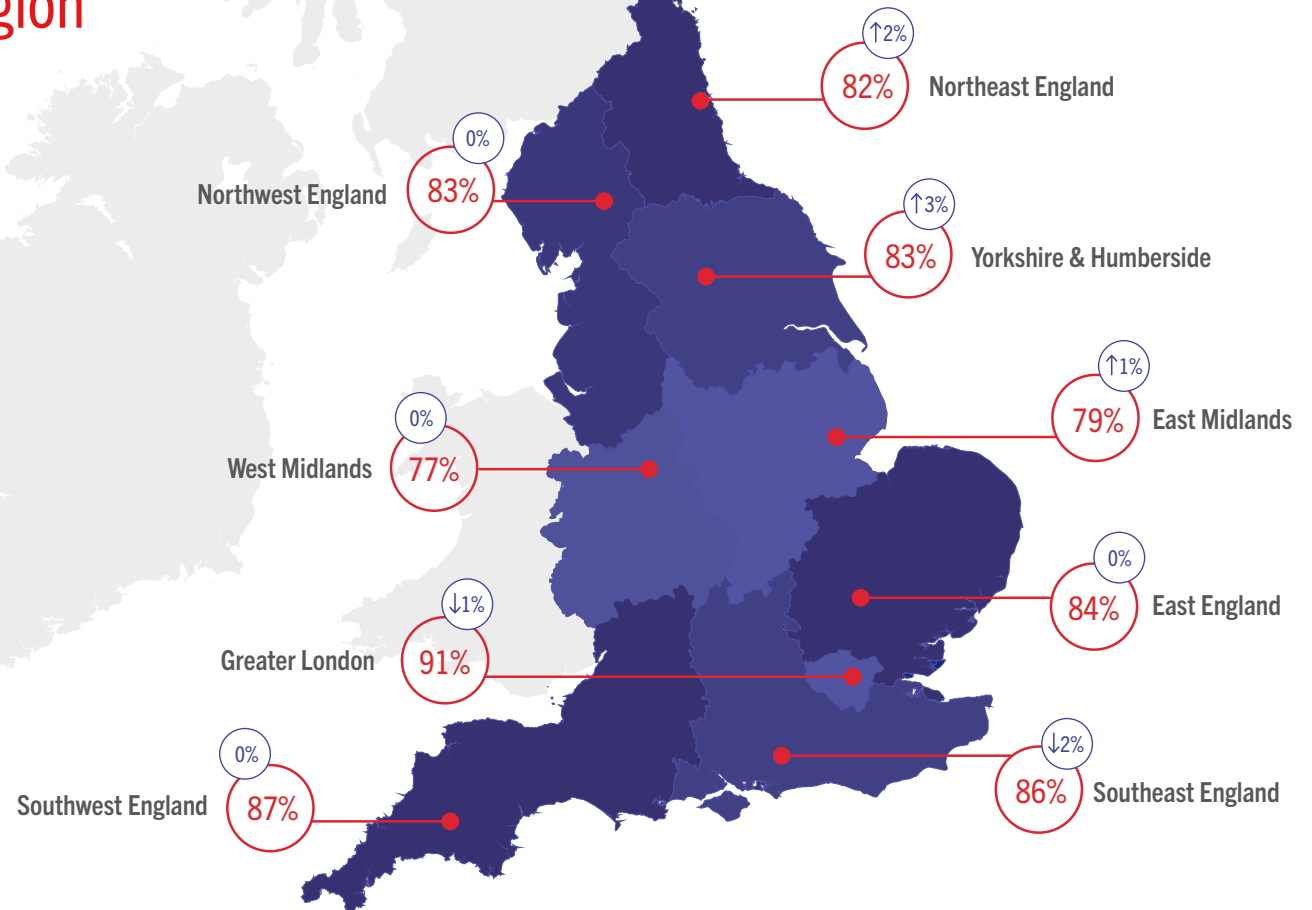 ↑2%
82%
Northeast England
0%
83%
Northwest England
↑3%
83%
Yorkshire & Humberside
↑1%
79%
East Midlands
0%
77%
West Midlands
0%
84%
East England
↓1%
91%
Greater London
↓2%
86%
Southeast England
0%
87%
Southwest England